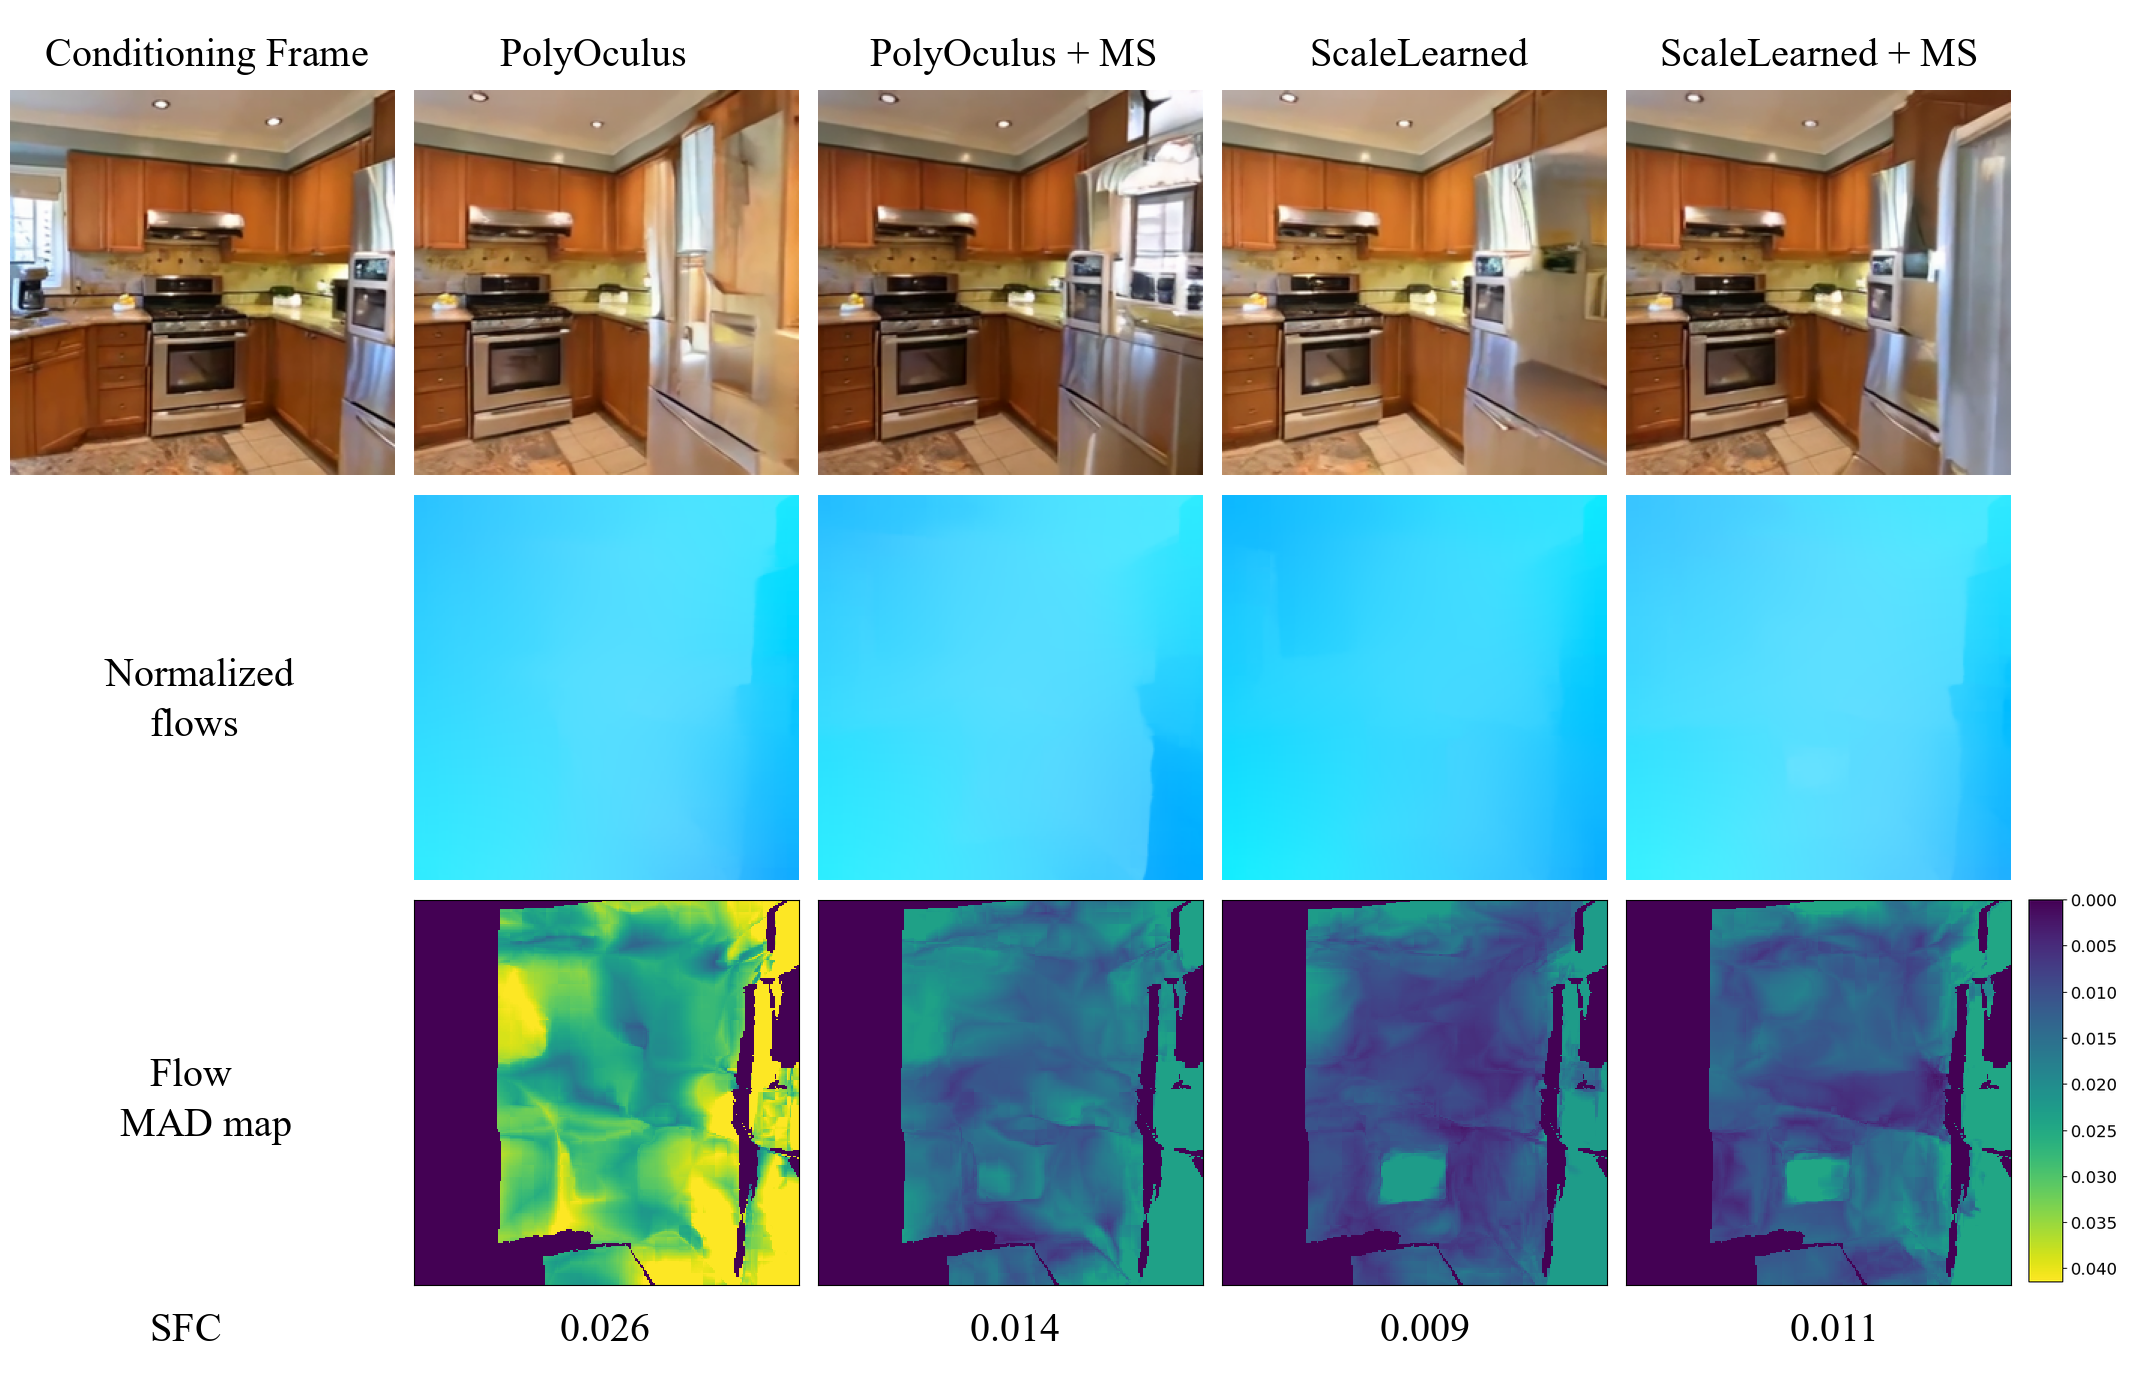 Conditioning Frame
PolyOculus
PolyOculus + MS
ScaleLearned
ScaleLearned + MS
Normalized
flows
Flow
MAD map
0.000
0.005
0.010
0.015
0.020
0.025
0.030
0.035
0.040
SFC
0.026
0.014
0.009
0.011